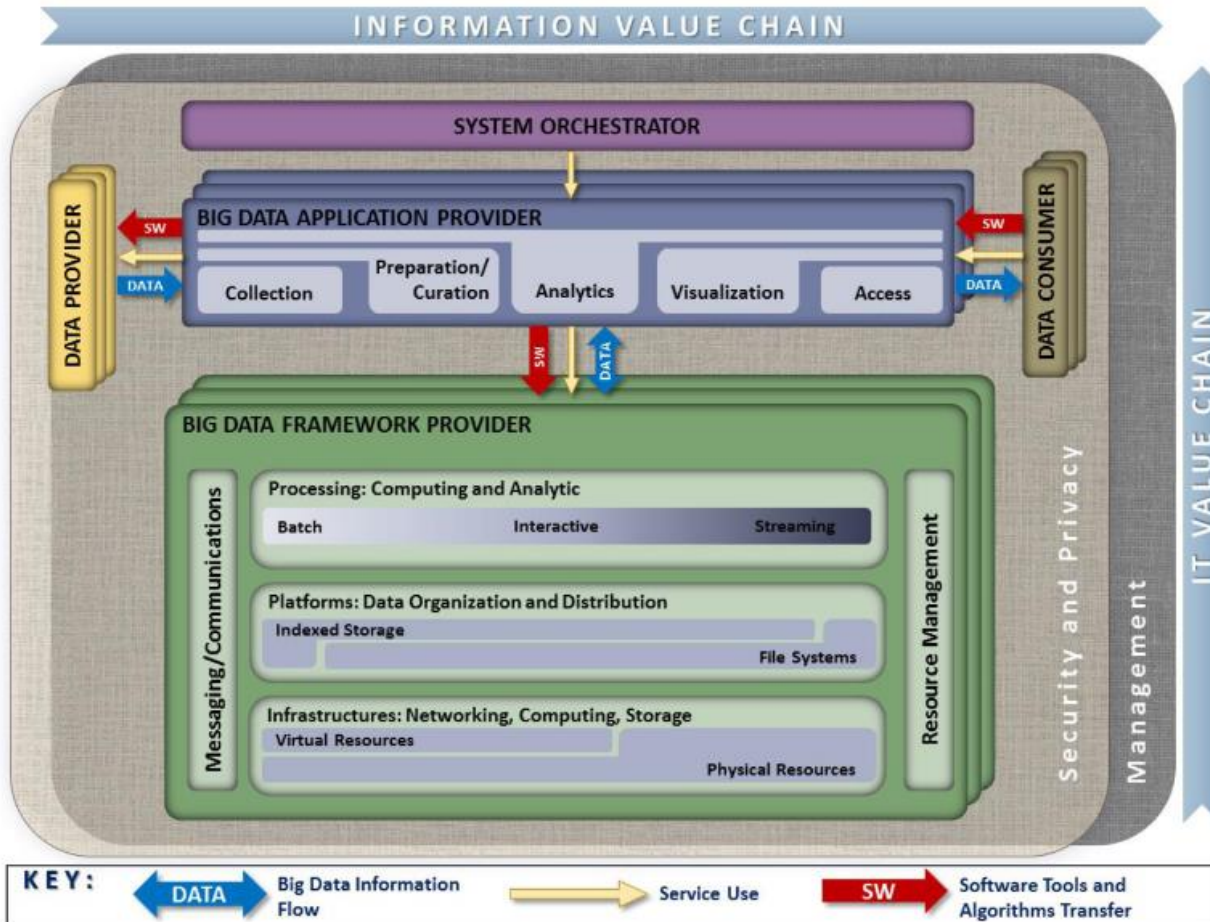 INFORMATION VALUE CHAIN
SYSTEM ORCHESTRATOR
DATA PROVIDER
SW
DATA
BIG DATA APPLICATION PROVIDER
Collection
Preparation/
Curation
Analytics
Visualization
Access
SW
DATA
DATA CONSUMER
SW
DATA
BIG DATA FRAMEWORK PROVIDER
Messaging/Communications
Processing: Computing and Analytic
Batch
Interactive
Streaming
Platforms: Data Organization and Distribution
Indexed Storage
File Systems
Infrastructures: Networking, Computing, Storage
Virtual Resources
Physical Resources
Resource Management
Security and Privacy
Management
IT VALUE CHAIN
KEY:
DATA
Big Data Information
Flow
Service Use
SW
Software Tools and
Algorithms Transfer